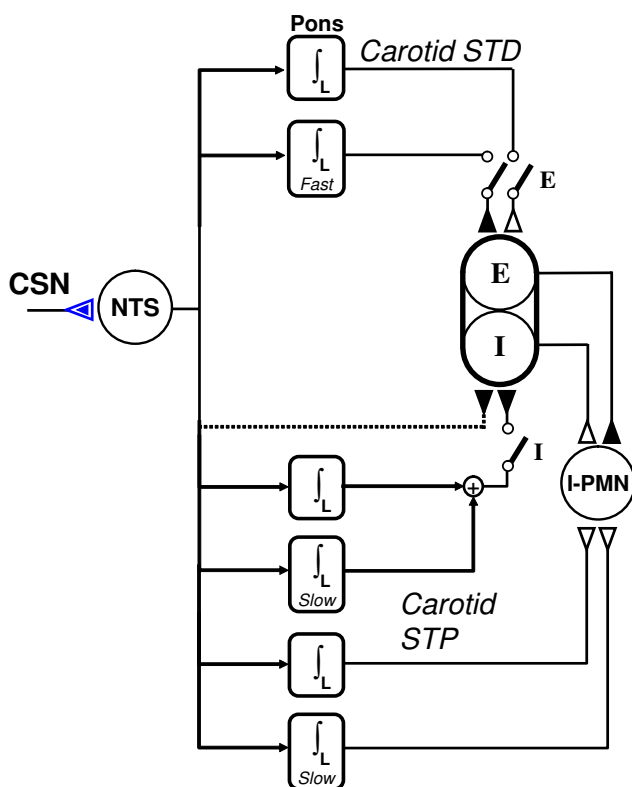 Pons
∫L
Carotid STD
∫L
Fast
E
CSN
NTS
E
I
I
∫L
+
I-PMN
∫L
Slow
Carotid
STP
∫L
∫L
Slow